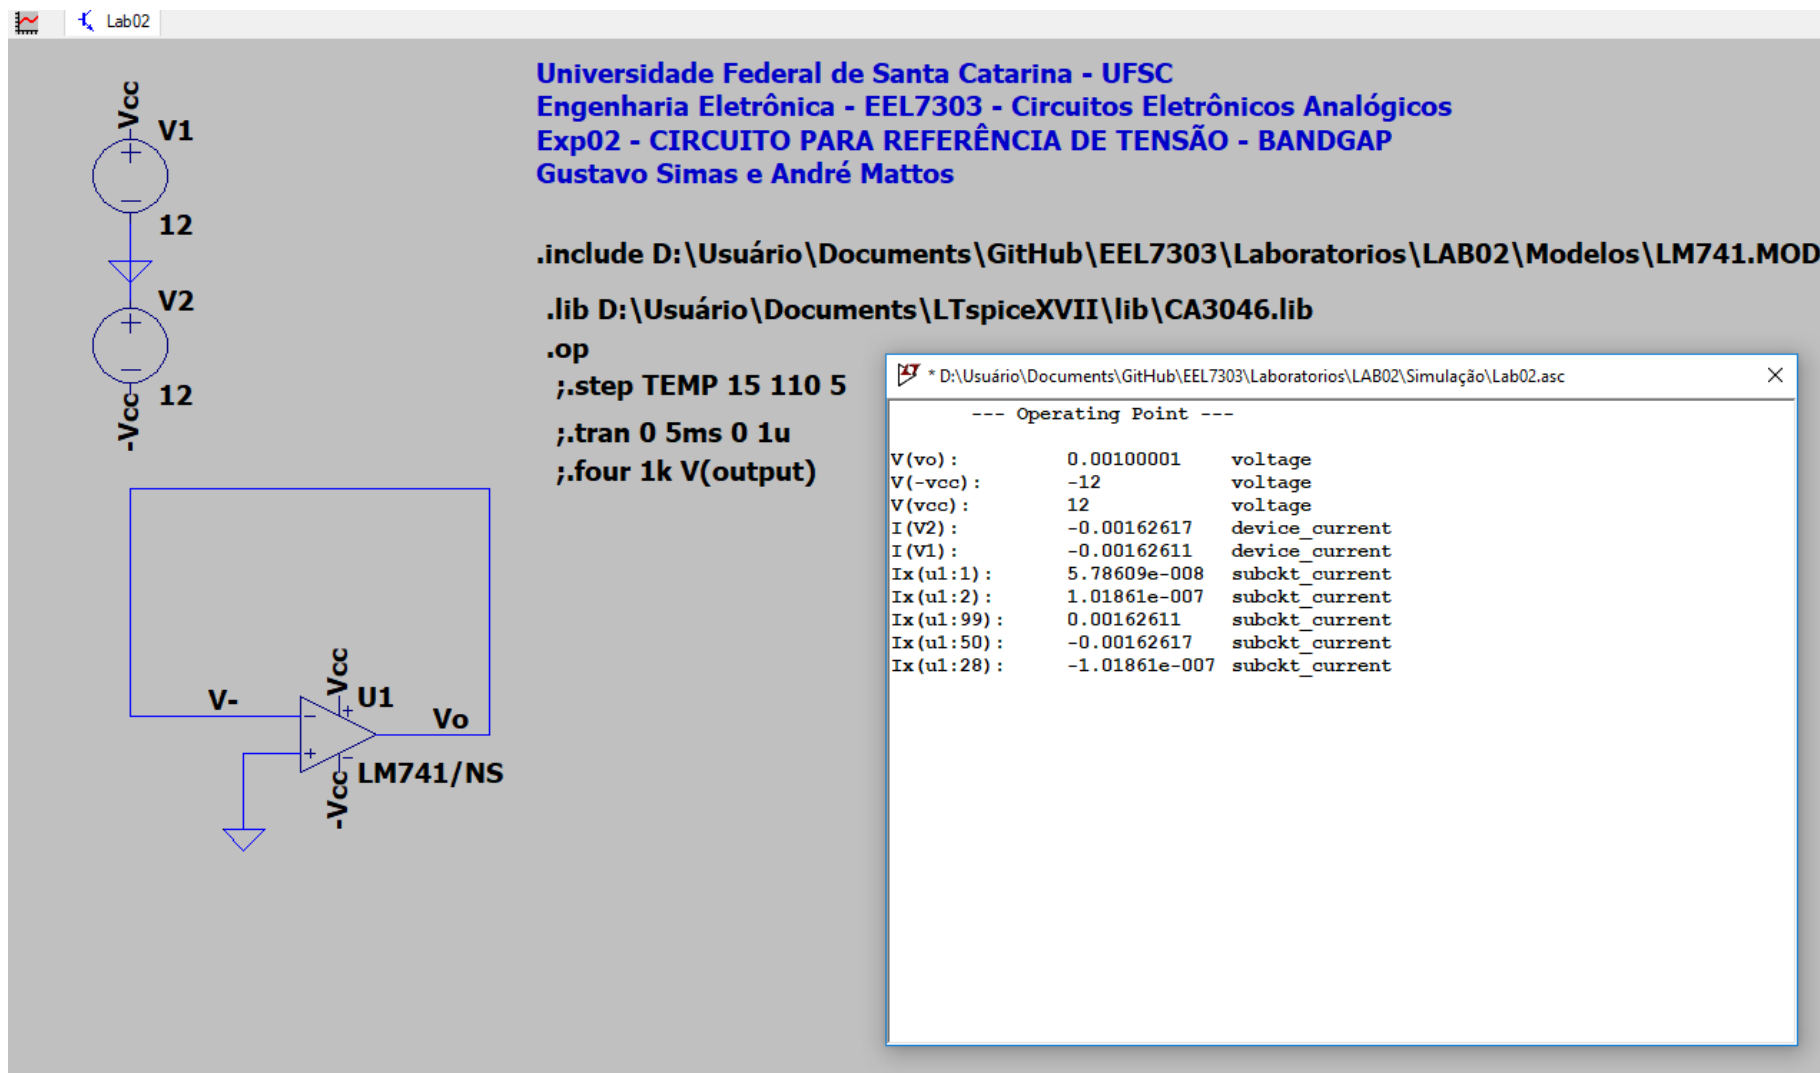 Lab02
Universidade Federal de Santa Catarina - UFSC
Engenharia Eletrônica - EEL7303 - Circuitos Eletrônicos Analógicos
Exp02 - CIRCUITO PARA REFERÊNCIA DE TENSÃO - BANDGAP
Gustavo Simas e André Mattos
Vcc
V1
12
V2
12
-Vcc
.include D:\Usuário\Documents\GitHub\EEL7303\Laboratorios\LAB02\Modelos\LM741.MOD
.lib D:\Usuário\Documents\LTspiceXVII\lib\CA3046.lib
.op
;.step TEMP 15 110 5
;.tran 0 5ms 0 1u
;.four 1k V(output)
* D:\Usuário\Documents\GitHub\EEL7303\Laboratorios\LAB02\Simulação\Lab02.asc
--- Operating Point ---
V(vo): 0.00100001 voltage
V(-vcc): -12 voltage
V(vcc): 12 voltage
I(V2): -0.00162617 device_current
I(V1): -0.00162611 device_current
Ix(u1:1): 5.78609e-008 subckt_current
Ix(u1:2): 1.01861e-007 subckt_current
Ix(u1:99): 0.00162611 subckt_current
Ix(u1:50): -0.00162617 subckt_current
Ix(u1:28): -1.01861e-007 subckt_current
V-
Vcc
U1
Vo
LM741/NS
-Vcc